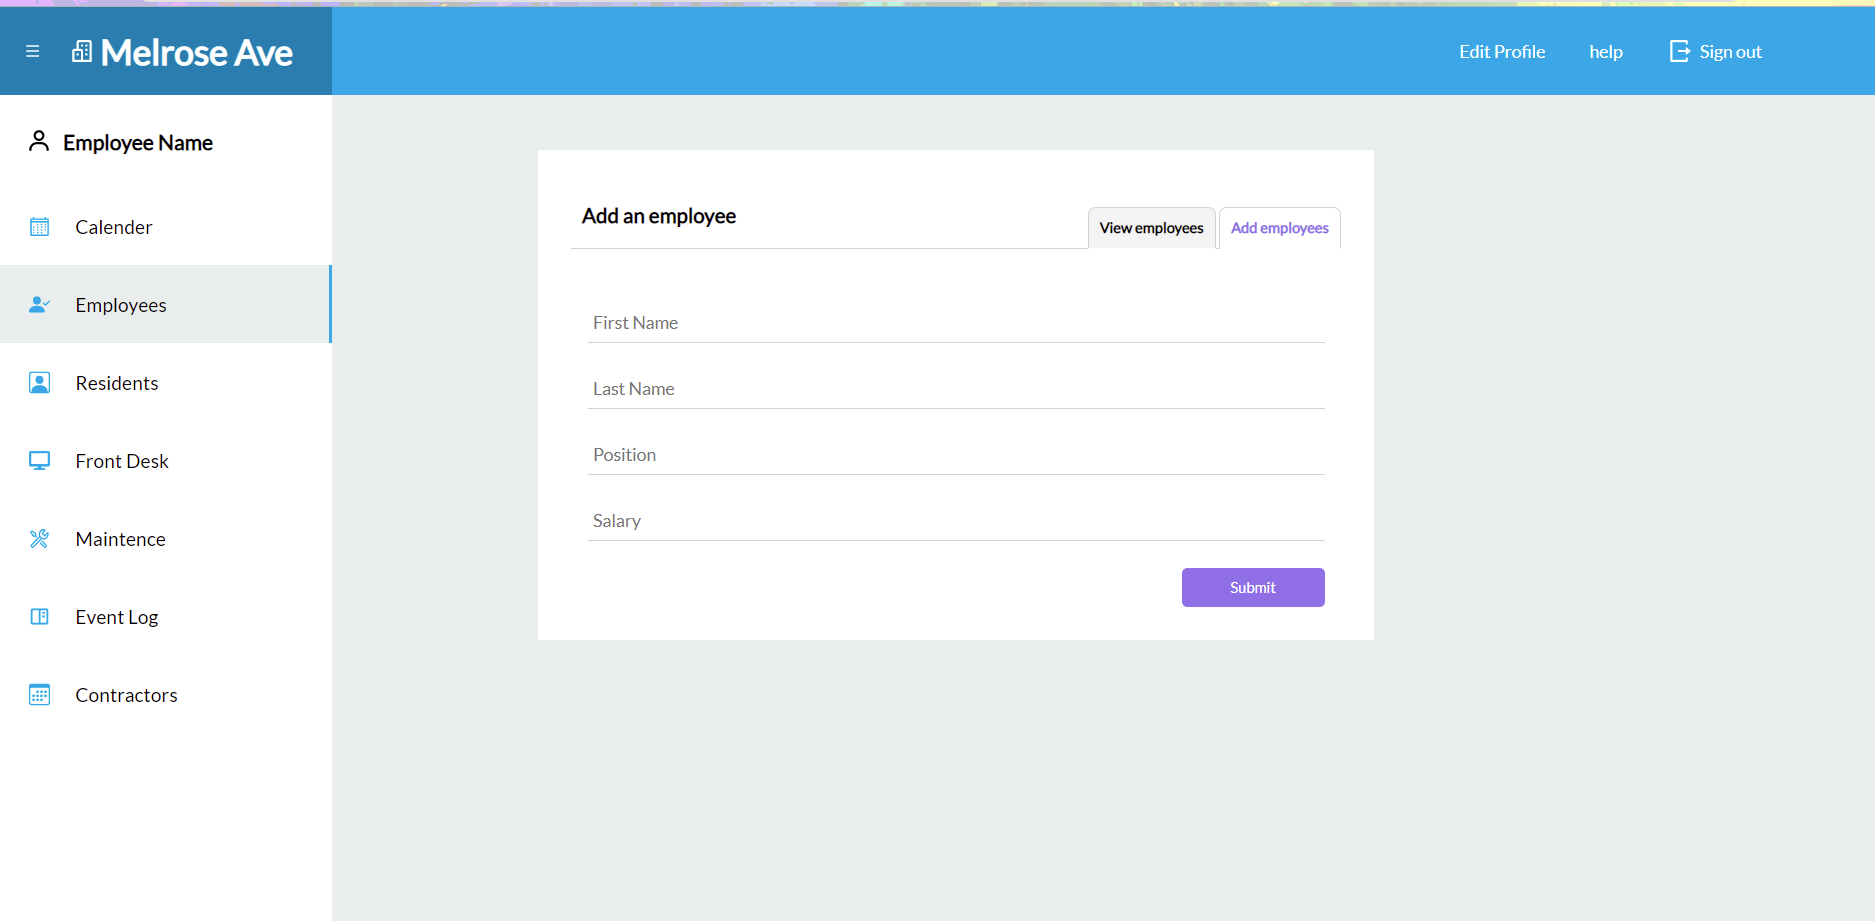 Melrose Ave
Edit Profile
help
Sign out
Employee Name
Calender
Employees
Residents
Front Desk
Maintence
Event Log
Contractors
Add an employee
View employees
Add employees
First Name
Last Name
Position
Salary
Submit